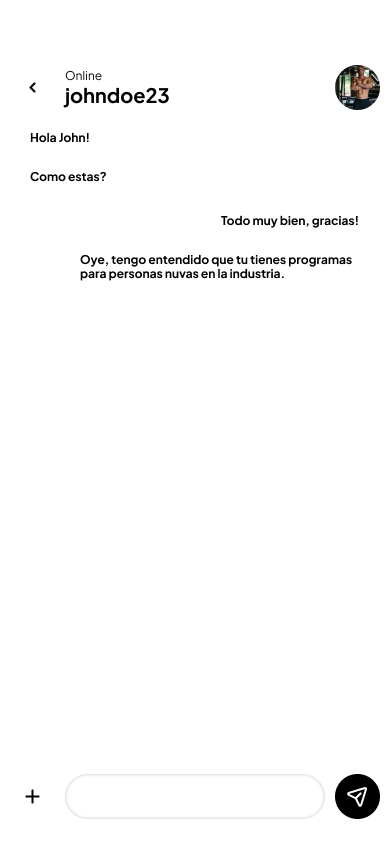 Online
johndoe23
Hola John!
Como estas?
Todo muy bien, gracias!
Oye, tengo entendido que tu tienes programas
para personas nuvas en la industria.